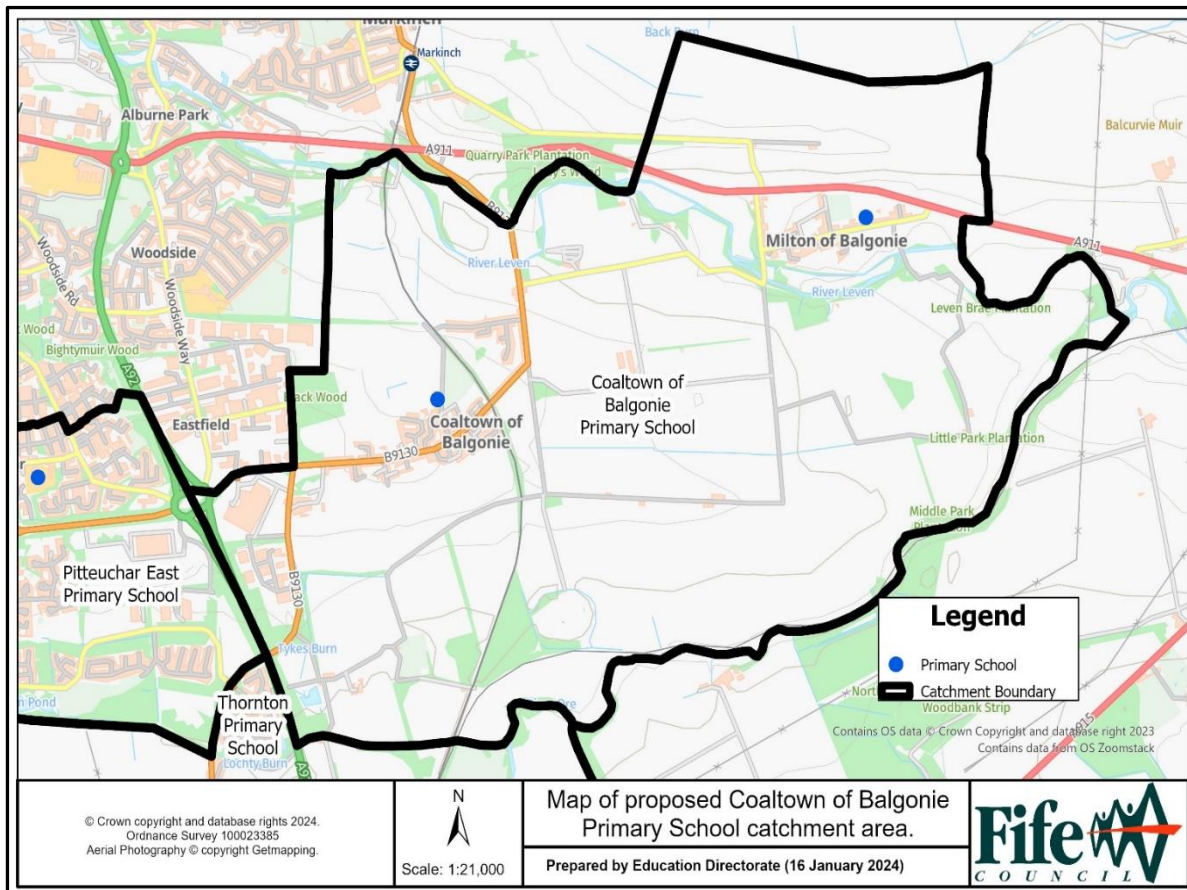 Markinch
Back Burn
Markinch
Alburne Park
A911
Quarry Park Plantation
Balcurvie Muir
Woodside Rd
Woodside
Woodside Way
Milton of Balgonie
A911
River Leven
River Leven
Leven Brae Plantation
Wood
Bightymuir Wood
A92
Eastfield
Black Wood
Coaltown of
Balgonie
B9130
Coaltown of
Balgonie
Primary School
Little Park Plantation
Middle Park
Plantation
Pitteuchar East
Primary School
B9130
Tykes Burn
Thornton
Primary
School
Lochty Burn
Pond
Ore
Woodbank Strip
A915
Legend
Primary School
Catchment Boundary
Contains OS data © Crown Copyright and database right 2023
Contains data from OS Zoomstack
© Crown copyright and database rights 2024.
Ordnance Survey 100023385
Aerial Photography © copyright Getmapping.
N
Scale: 1:21,000
Map of proposed Coaltown of Balgonie
Primary School catchment area.
Prepared by Education Directorate (16 January 2024)
Fife
COUNCIL